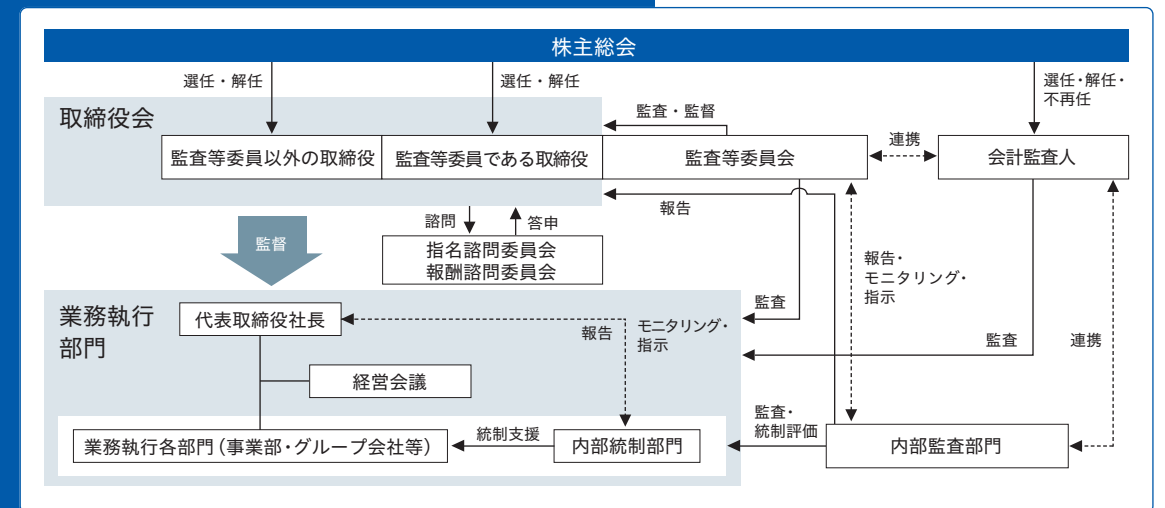 株主総会
選任・解任
選任・解任
選任・解任・
不再任
取締役会
監査・監督
監査等委員以外の取締役
監査等委員である取締役
監査等委員会
連携
会計監査人
報告
諮問
答申
監督
指名諮問委員会
報酬諮問委員会
報告・
モニタリング・
指示
業務執行
部門
代表取締役社長
監査
報告
モニタリング・
指示
監査
連携
経営会議
監査・
統制評価
業務執行各部門（事業部・グループ会社等）
統制支援
内部統制部門
内部監査部門